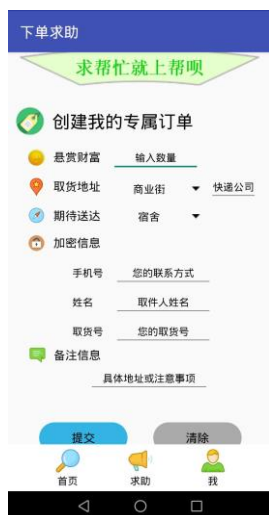 下单求助
求帮忙就上帮呗
创建我的专属订单
悬赏财富 输入数量
取货地址 商业街 快递公司
期待送达 宿舍
加密信息
手机号 您的联系方式
姓名 取件人姓名
取货号 您的取货号
备注信息
具体地址或注意事项
提交 清除
首页 求助 我